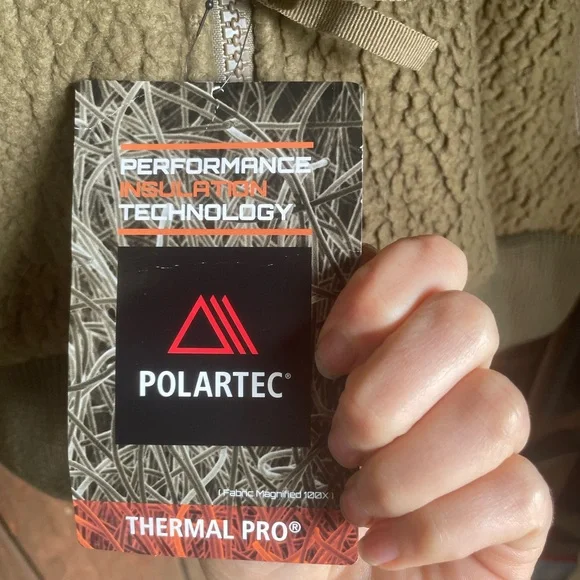 PERFORMANCE
INSULATION
TECHNOLOGY
POLARTEC®
| Fabric Magnified 100X |
THERMAL PRO®